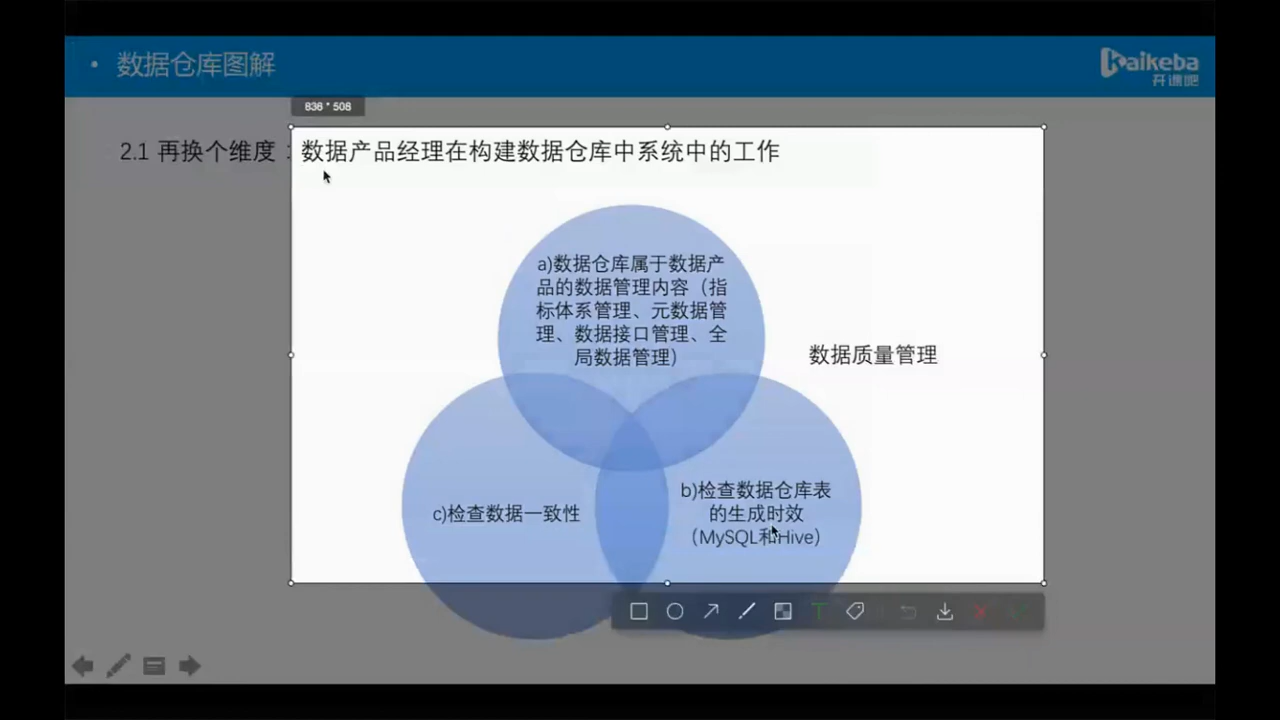 • 数据仓库图解
Kaikeba
开课吧
836 * 508
2.1 再换个维度：数据产品经理在构建数据仓库中系统中的工作
a)数据仓库属于数据产
品的数据管理内容（指
标体系管理、元数据管
理、数据接口管理、全
局数据管理）
数据质量管理
c)检查数据一致性
b)检查数据仓库表
的生成时效
（MySQL和Hive）